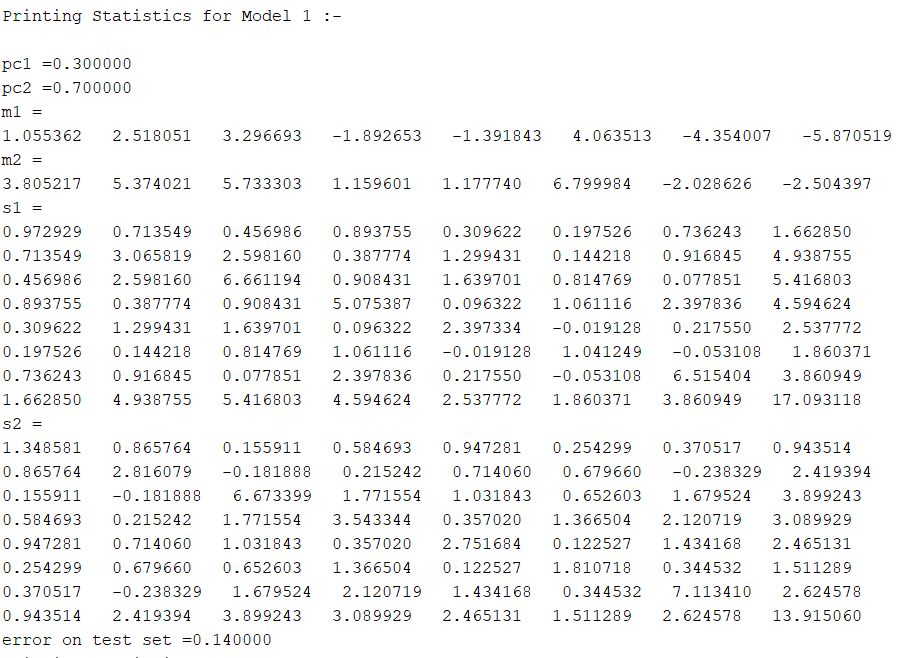 Printing Statistics for Model 1 :-
pc1 =0.300000
pc2 =0.700000
m1 =
1.055362 2.518051 3.296693 -1.892653 -1.391843 4.063513 -4.354007 -5.870519
m2 =
3.805217 5.374021 5.733303 1.159601 1.177740 6.799984 -2.028626 -2.504397
s1 =
0.972929 0.713549 0.456986 0.893755 0.309622 0.197526 0.736243 1.662850
0.713549 3.065819 2.598160 0.387774 1.299431 0.144218 0.916845 4.938755
0.456986 2.598160 6.661194 0.908431 1.639701 0.814769 0.077851 5.416803
0.893755 0.387774 0.908431 5.075387 0.096322 1.061116 2.397836 4.594624
0.309622 1.299431 1.639701 0.096322 2.397334 -0.019128 0.217550 2.537772
0.197526 0.144218 0.814769 1.061116 -0.019128 1.041249 -0.053108 1.860371
0.736243 0.916845 0.077851 2.397836 0.217550 -0.053108 6.515404 3.860949
1.662850 4.938755 5.416803 4.594624 2.537772 1.860371 3.860949 17.093118
s2 =
1.348581 0.865764 0.155911 0.584693 0.947281 0.254299 0.370517 0.943514
0.865764 2.816079 -0.181888 0.215242 0.714060 0.679660 -0.238329 2.419394
0.155911 -0.181888 6.673399 1.771554 1.031843 0.652603 1.679524 3.899243
0.584693 0.215242 1.771554 3.543344 0.357020 1.366504 2.120719 3.089929
0.947281 0.714060 1.031843 0.357020 2.751684 0.122527 1.434168 2.465131
0.254299 0.679660 0.652603 1.366504 0.122527 1.810718 0.344532 1.511289
0.370517 -0.238329 1.679524 2.120719 1.434168 0.344532 7.113410 2.624578
0.943514 2.419394 3.899243 3.089929 2.465131 1.511289 2.624578 13.915060
error on test set =0.140000